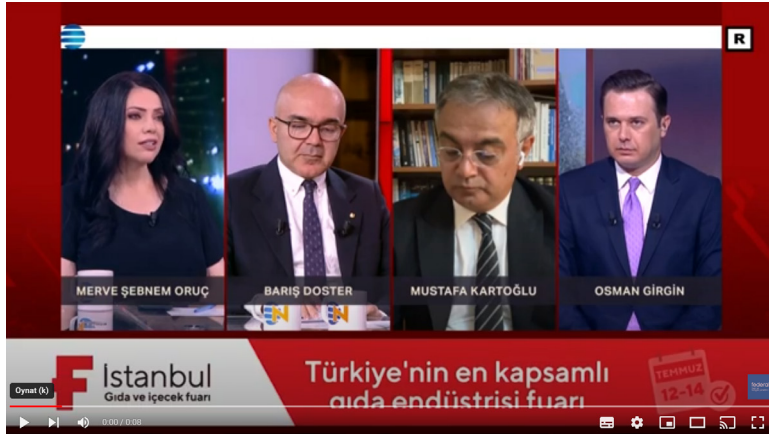 R
MERVE ŞEBNEM ORUÇ
BARIŞ DOSTER
MUSTAFA KARTOĞLU
OSMAN GİRGİN
F İstanbul
Gıda ve içecek fuarı
Türkiye'nin en kapsamlı
gıda endüstrisi fuarı
TEMMUZ
12-14
federal
Oynat (k)
0:00 / 0:08